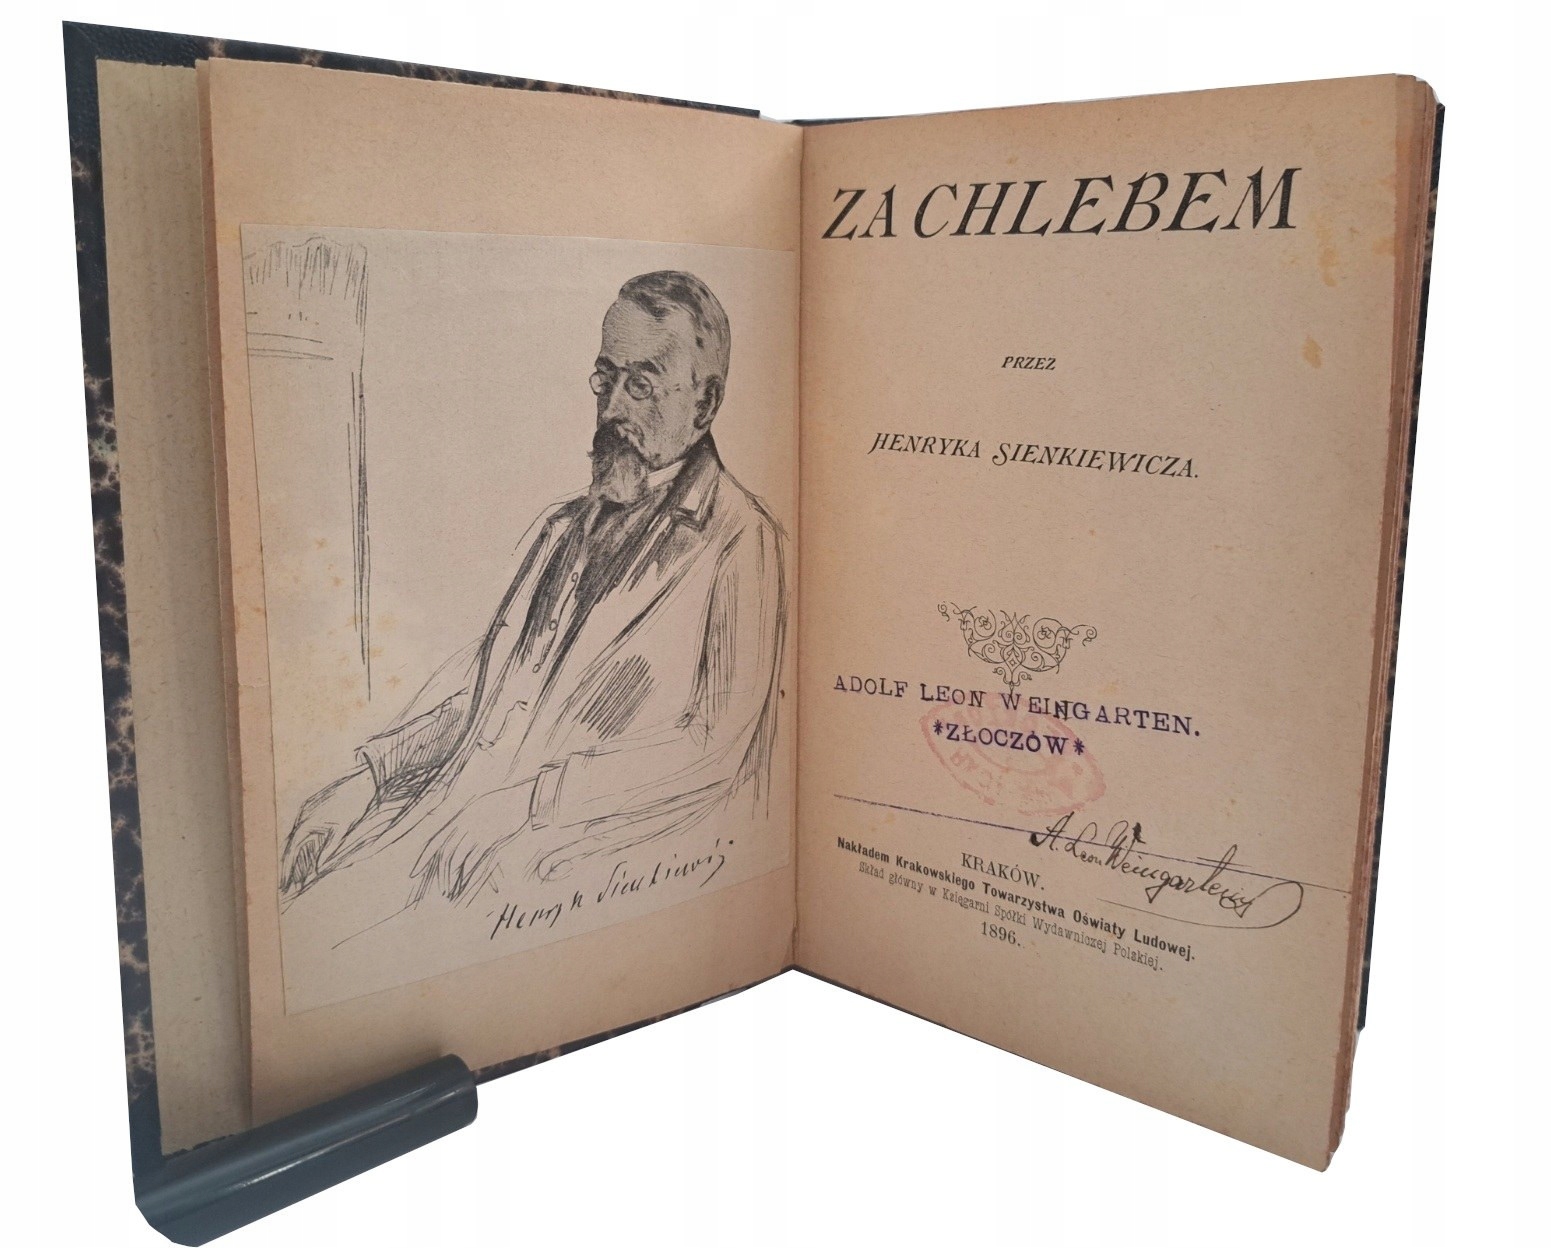 Henryk Sienkiewicz.
ZA CHLEBEM
PRZEZ
HENRYKA SIENKIEWICZA.
ADOLF LEON WEINGARTEN.
*ZŁOCZÓW*
A. Leon Weingarten
KRAKÓW.
Nakładem Krakowskiego Towarzystwa Oświaty Ludowej.
Skład główny w Księgarni Spółki Wydawniczej Polskiej.
1896.